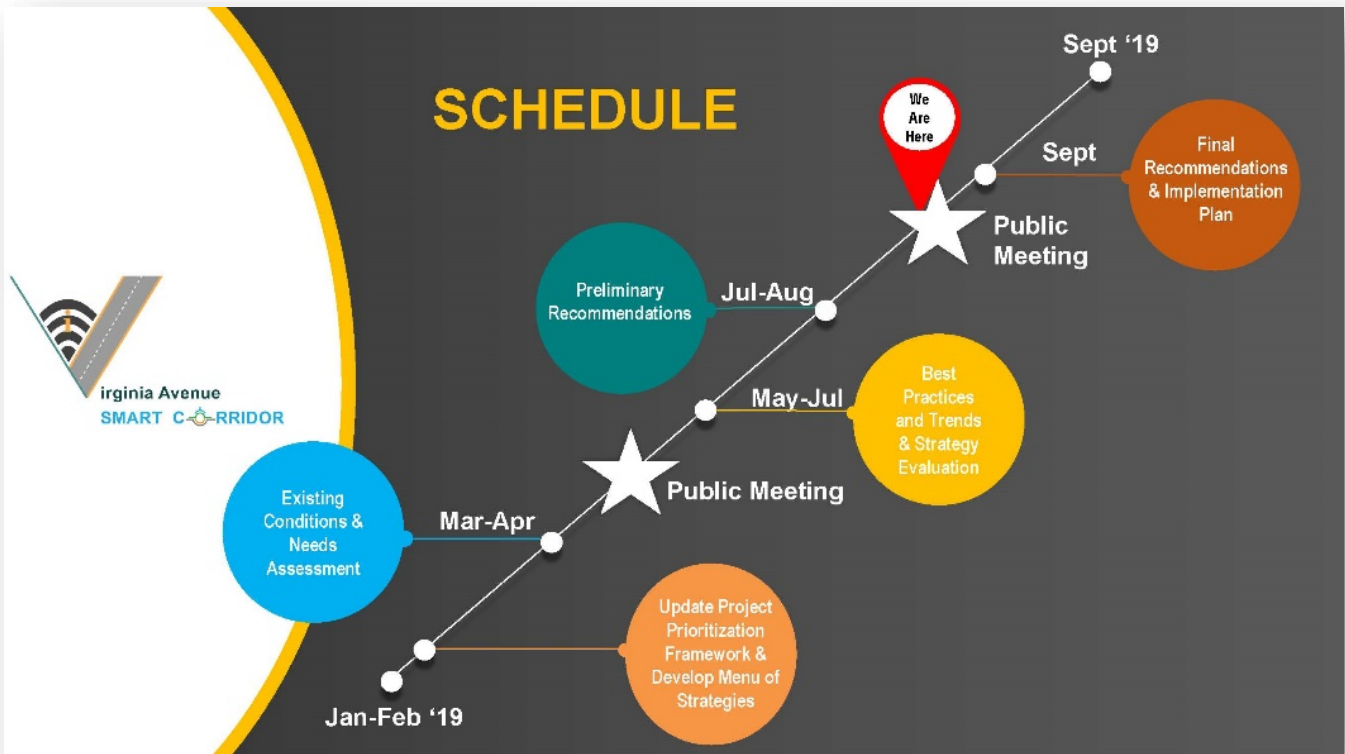 SCHEDULE
Sept ‘19
We
Are
Here
Sept
Final
Recommendations
& Implementation
Plan
Public
Meeting
Preliminary
Recommendations
Jul-Aug
May-Jul
Best
Practices
and Trends
& Strategy
Evaluation
irginia Avenue
SMART C RRIDOR
Public Meeting
Existing
Conditions &
Needs
Assessment
Mar-Apr
Update Project
Prioritization
Framework &
Develop Menu of
Strategies
Jan-Feb ‘19